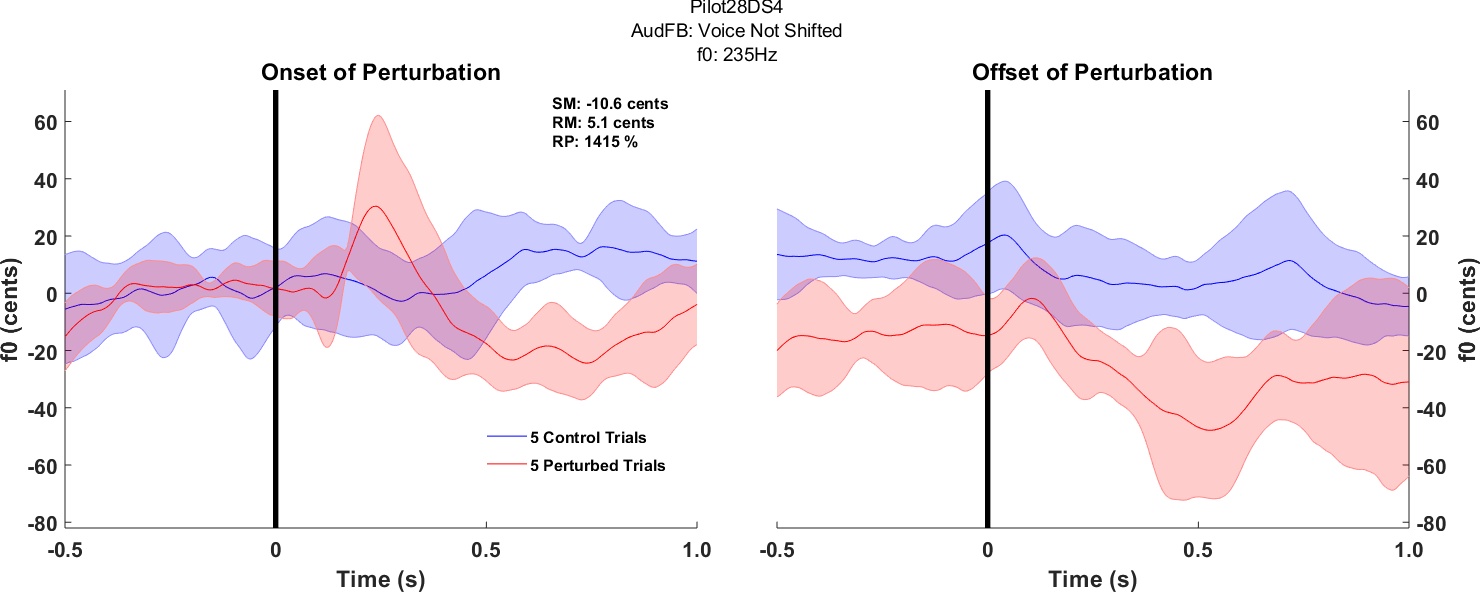 Pilot28DS4
AudFB: Voice Not Shifted
f0: 235Hz
Onset of Perturbation
SM: -10.6 cents
RM: 5.1 cents
RP: 1415 %
f0 (cents)
60
40
20
0
-20
-40
-60
-80
5 Control Trials
5 Perturbed Trials
-0.5 0 0.5 1.0
Time (s)
Offset of Perturbation
60
40
20
0
-20
-40
-60
-80
f0 (cents)
-0.5 0 0.5 1.0
Time (s)